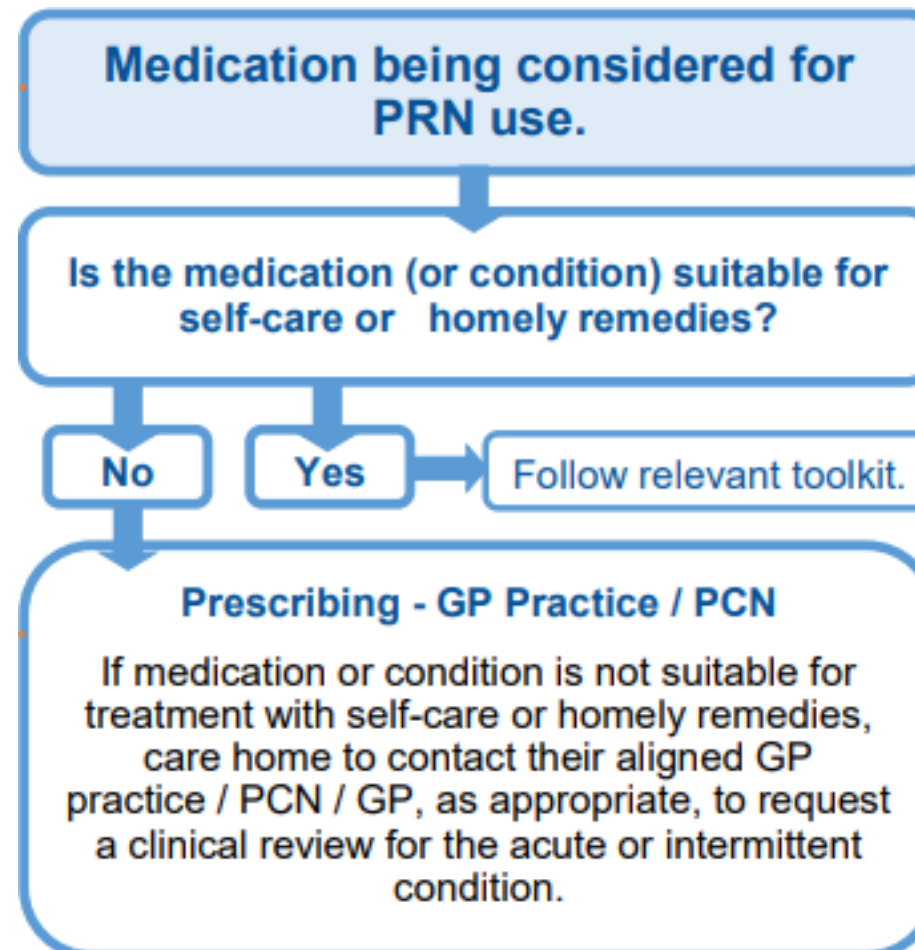 Medication being considered for
PRN use.
Is the medication (or condition) suitable for
self-care or homely remedies?
No
Yes
Follow relevant toolkit.
Prescribing - GP Practice / PCN
If medication or condition is not suitable for
treatment with self-care or homely remedies,
care home to contact their aligned GP
practice / PCN / GP, as appropriate, to request
a clinical review for the acute or intermittent
condition.